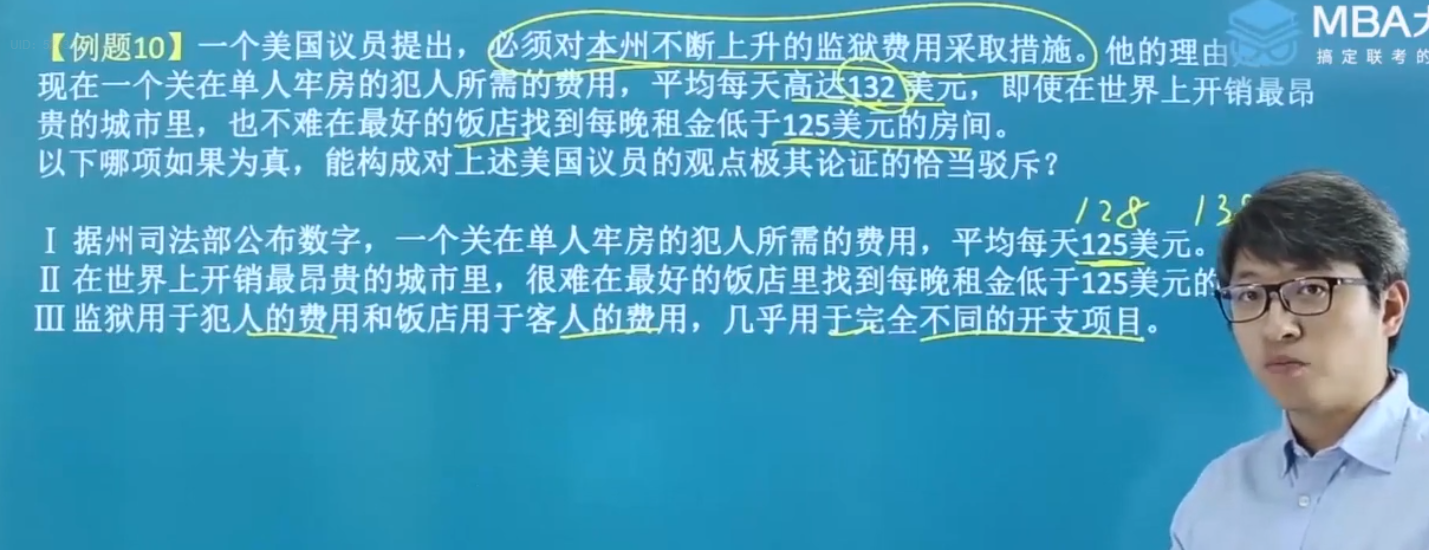 【例题10】一个美国议员提出，必须对本州不断上升的监狱费用采取措施。他的理由
现在一个关在单人牢房的犯人所需的费用，平均每天高达132美元，即使在世界上开销最昂
贵的城市里，也不难在最好的饭店找到每晚租金低于125美元的房间。
以下哪项如果为真，能构成对上述美国议员的观点极其论证的恰当驳斥？
128 13
Ⅰ 据州司法部公布数字，一个关在单人牢房的犯人所需的费用，平均每天125美元。
Ⅱ 在世界上开销最昂贵的城市里，很难在最好的饭店里找到每晚租金低于125美元的
Ⅲ 监狱用于犯人的费用和饭店用于客人的费用，几乎用于完全不同的开支项目。
MBA大
搞定联考的